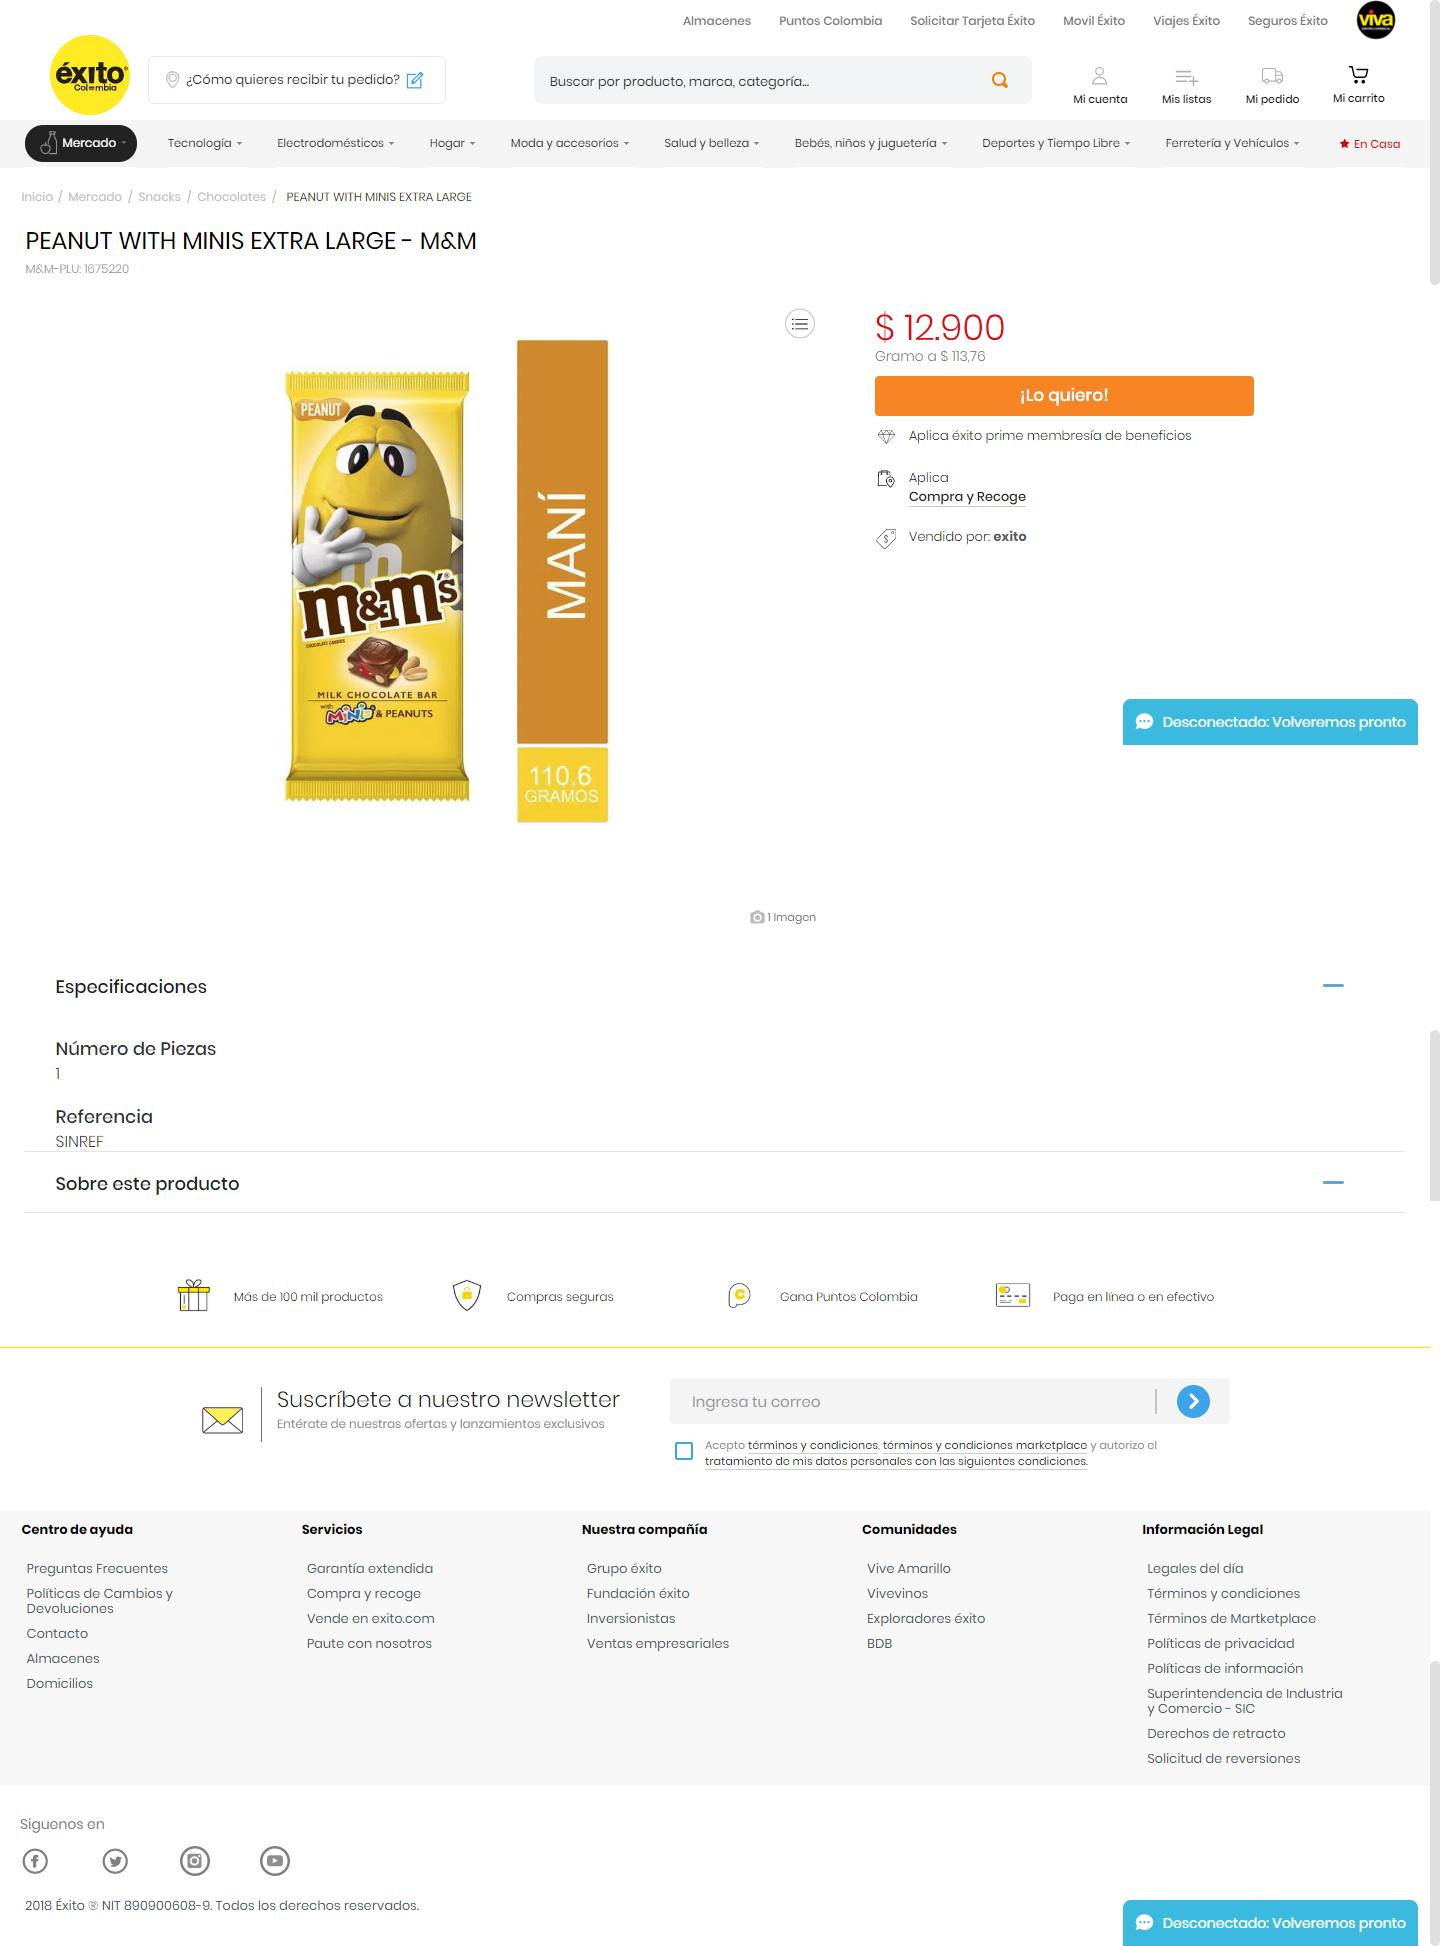 Almacenes Puntos Colombia Solicitar Tarjeta Éxito Movil Éxito Viajes Éxito Seguros Éxito viva
éxito
Colombia
¿Cómo quieres recibir tu pedido?
Buscar por producto, marca, categoría...
Mi cuenta Mis listas Mi pedido Mi carrito
Mercado Tecnología Electrodomésticos Hogar Moda y accesorios Salud y belleza Bebés, niños y juguetería Deportes y Tiempo Libre Ferretería y Vehículos En Casa
Inicio / Mercado / Snacks / Chocolates / PEANUT WITH MINIS EXTRA LARGE
PEANUT WITH MINIS EXTRA LARGE - M&M
M&M-PLU: 1675220
PEANUT
m
m&m's
CHOCOLATE CANDIES
MILK CHOCOLATE BAR
with Minis & PEANUTS
MANÍ
110.6
GRAMOS
$ 12.900
Gramo a $ 113,76
¡Lo quiero!
Aplica éxito prime membresía de beneficios
Aplica
Compra y Recoge
Vendido por: exito
Desconectado: Volveremos pronto
1 Imagen
Especificaciones
Número de Piezas
1
Referencia
SINREF
Sobre este producto
Más de 100 mil productos Compras seguras Gana Puntos Colombia Paga en línea o en efectivo
Suscríbete a nuestro newsletter
Entérate de nuestras ofertas y lanzamientos exclusivos
Ingresa tu correo
Acepto términos y condiciones, términos y condiciones marketplace y autorizo el
tratamiento de mis datos personales con las siguientes condiciones.
Centro de ayuda
Preguntas Frecuentes
Políticas de Cambios y
Devoluciones
Contacto
Almacenes
Domicilios
Servicios
Garantía extendida
Compra y recoge
Vende en exito.com
Paute con nosotros
Nuestra compañía
Grupo éxito
Fundación éxito
Inversionistas
Ventas empresariales
Comunidades
Vive Amarillo
Vivevinos
Exploradores éxito
BDB
Información Legal
Legales del día
Términos y condiciones
Términos de Martketplace
Políticas de privacidad
Políticas de información
Superintendencia de Industria
y Comercio - SIC
Derechos de retracto
Solicitud de reversiones
Siguenos en
2018 Éxito ® NIT 890900608-9. Todos los derechos reservados.
Desconectado: Volveremos pronto